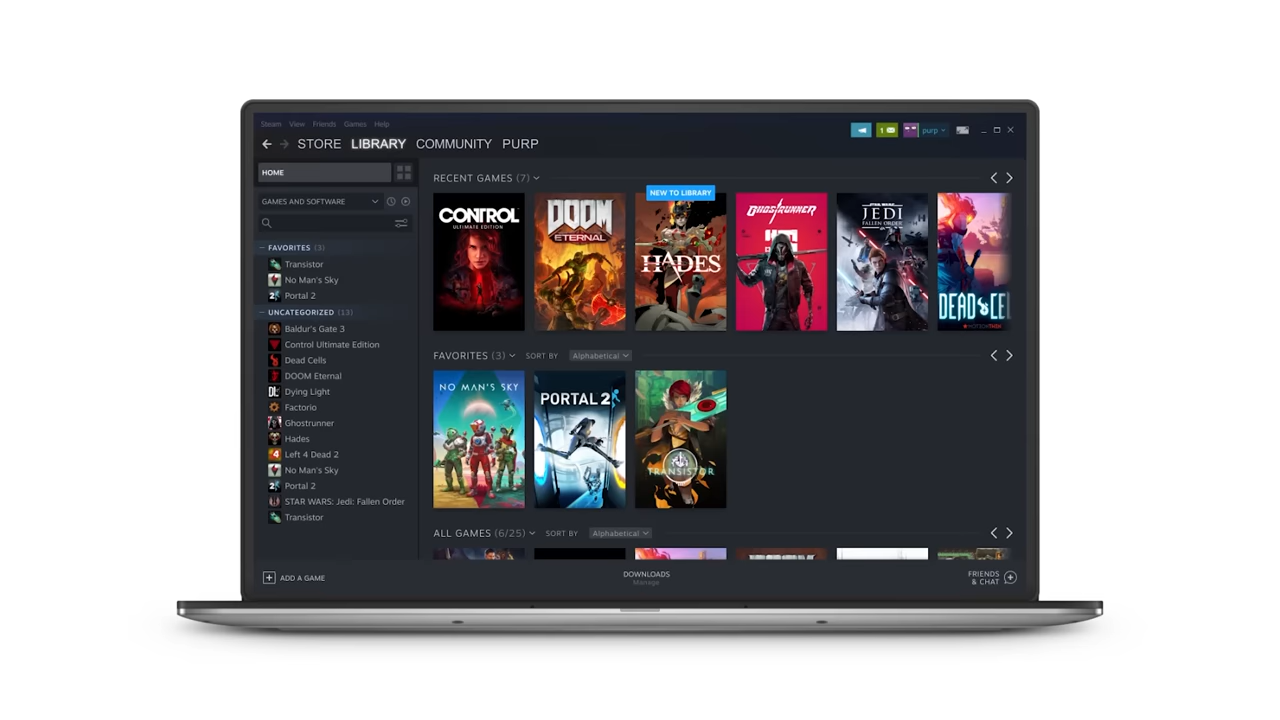 Steam View Friends Games Help
1
purp
STORE LIBRARY COMMUNITY PURP
HOME
GAMES AND SOFTWARE
FAVORITES (3)
Transistor
No Man's Sky
Portal 2
UNCATEGORIZED (13)
Baldur's Gate 3
Control Ultimate Edition
Dead Cells
DOOM Eternal
Dying Light
Factorio
Ghostrunner
Hades
Left 4 Dead 2
No Man's Sky
Portal 2
STAR WARS: Jedi: Fallen Order
Transistor
ADD A GAME
RECENT GAMES (7)
NEW TO LIBRARY
CONTROL
ULTIMATE EDITION
DOOM
ETERNAL
HADES
GHOSTRUNNER
JEDI
FALLEN ORDER
DEAD CEL
FAVORITES (3) SORT BY Alphabetical
NO MAN'S SKY
PORTAL 2
TRANSISTOR
ALL GAMES (6/25) SORT BY Alphabetical
DOWNLOADS
Manage
FRIENDS
& CHAT